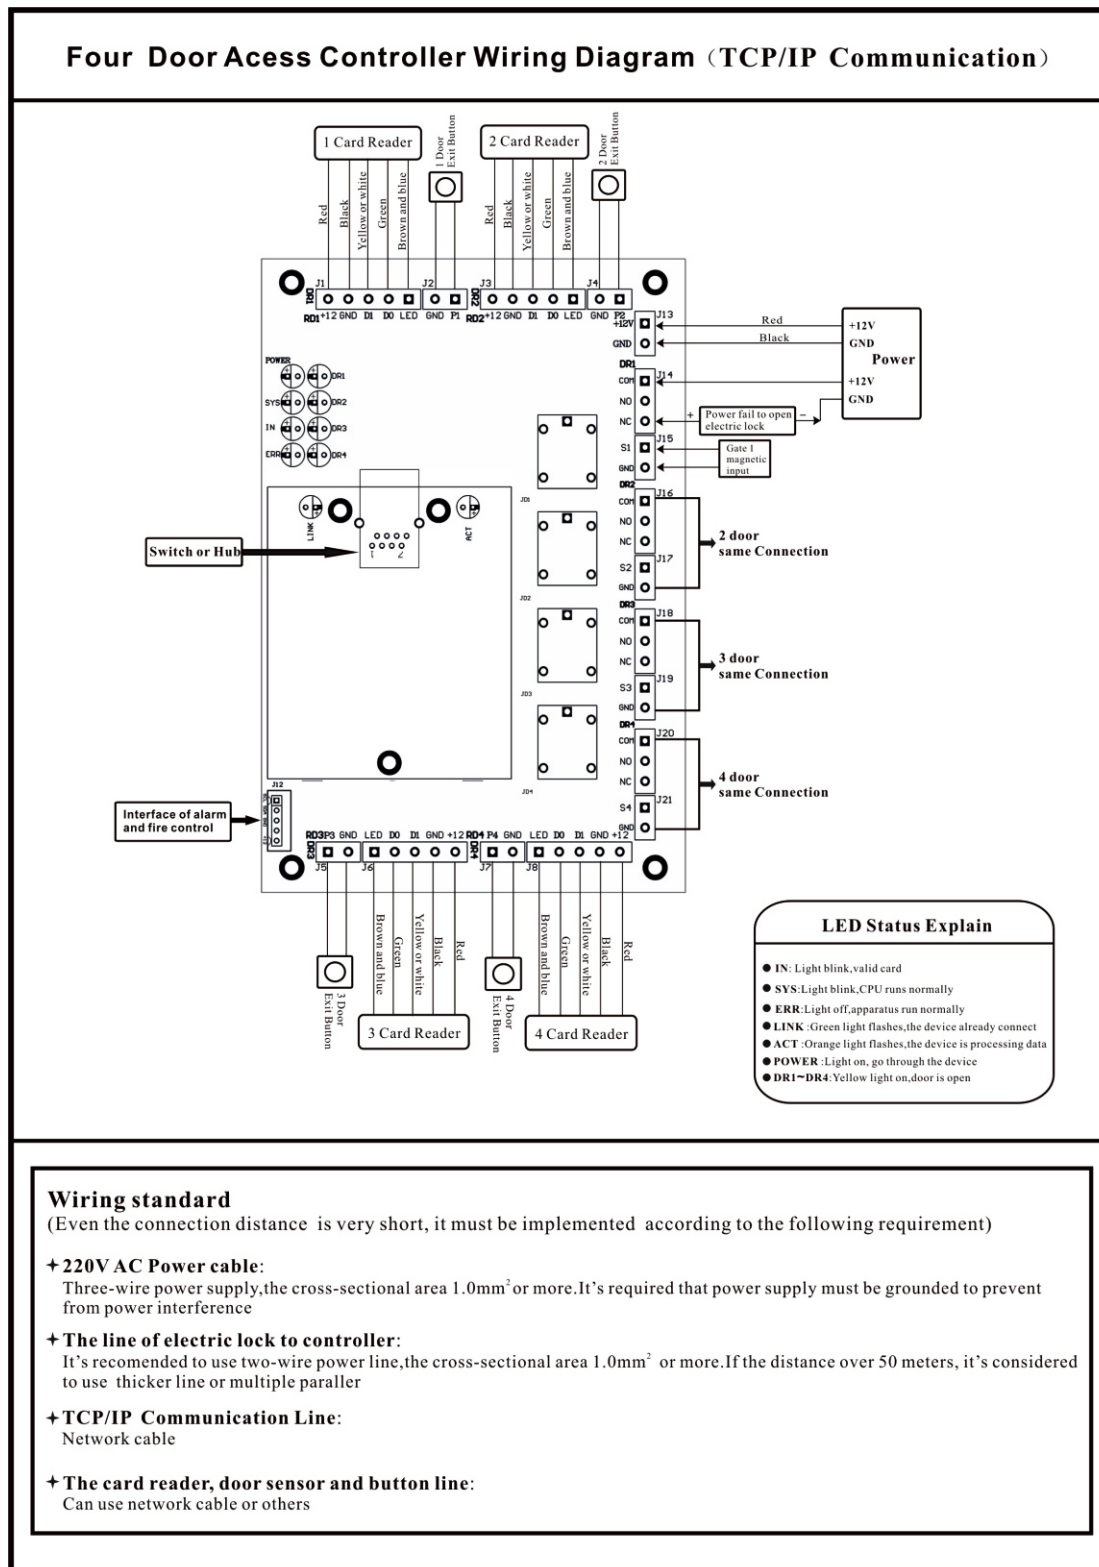 Four Door Acess Controller Wiring Diagram (TCP/IP Communication)
1 Card Reader
1 Door
Exit Button
2 Card Reader
2 Door
Exit Button
Red
Black
Yellow or white
Green
Brown and blue
Red
Black
Yellow or white
Green
Brown and blue
J1
J2
J3
J4
DR1
DR2
RD1 +12 GND D1 D0 LED GND P1 RD2 +12 GND D1 D0 LED GND P2
+12V
J13
GND
Red
Black
+12V
GND
Power
+12V
GND
DR1
COM
J14
NO
NC
+
Power fail to open
electric lock
−
S1
J15
GND
Gate 1
magnetic
input
POWER
DR1
SYS
DR2
IN
DR3
ERR
DR4
LINK
ACT
1 7
Switch or Hub
JD1
JD2
JD3
JD4
DR2
COM
J16
NO
NC
S2
J17
GND
2 door
same Connection
DR3
COM
J18
NO
NC
S3
J19
GND
3 door
same Connection
DR4
COM
J20
NO
NC
S4
J21
GND
4 door
same Connection
J12
Interface of alarm
and fire control
RD3 P3 GND LED D0 D1 GND +12 RD4 P4 GND LED D0 D1 GND +12
DR3
DR4
J5
J6
J7
J8
Brown and blue
Green
Yellow or white
Black
Red
Brown and blue
Green
Yellow or white
Black
Red
3 Door
Exit Button
3 Card Reader
4 Door
Exit Button
4 Card Reader
LED Status Explain
● IN: Light blink,valid card
● SYS:Light blink,CPU runs normally
● ERR:Light off,apparatus run normally
● LINK :Green light flashes,the device already connect
● ACT :Orange light flashes,the device is processing data
● POWER :Light on, go through the device
● DR1~DR4:Yellow light on,door is open
Wiring standard
(Even the connection distance is very short, it must be implemented according to the following requirement)
220V AC Power cable:
Three-wire power supply,the cross-sectional area 1.0mm² or more.It's required that power supply must be grounded to prevent
from power interference
The line of electric lock to controller:
It's recomended to use two-wire power line,the cross-sectional area 1.0mm² or more.If the distance over 50 meters, it's considered
to use thicker line or multiple paraller
TCP/IP Communication Line:
Network cable
The card reader, door sensor and button line:
Can use network cable or others